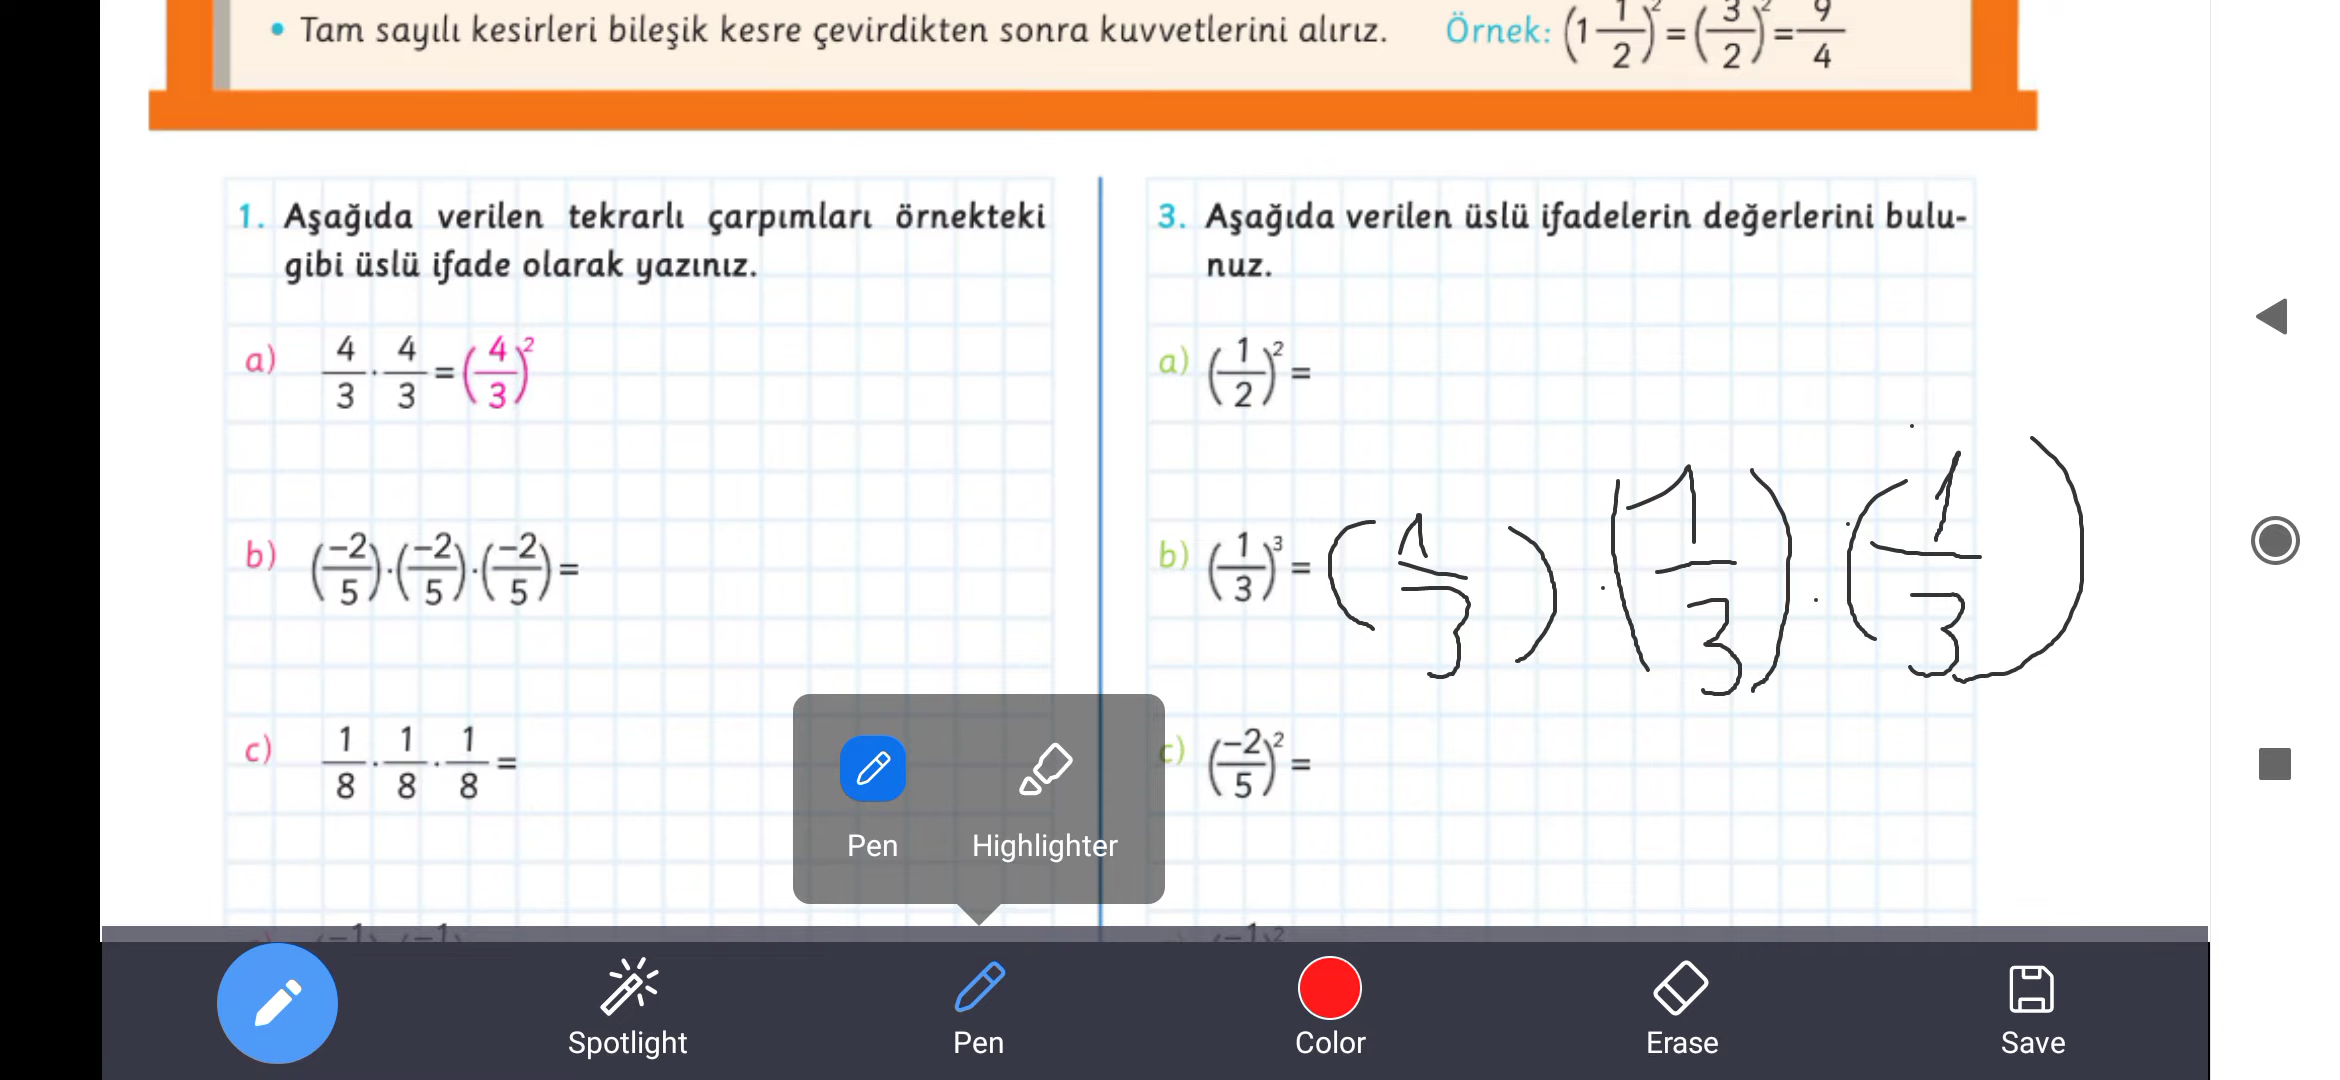 • Tam sayılı kesirleri bileşik kesre çevirdikten sonra kuvvetlerini alırız. Örnek: (1 1/2)² = (3/2)² = 9/4
1. Aşağıda verilen tekrarlı çarpımları örnekteki
gibi üslü ifade olarak yazınız.
a) 4/3 · 4/3 = (4/3)²
b) (-2/5) · (-2/5) · (-2/5) =
c) 1/8 · 1/8 · 1/8 =
3. Aşağıda verilen üslü ifadelerin değerlerini bulu-
nuz.
a) (1/2)² =
b) (1/3)³ = (1/3) · (1/3) · (1/3)
c) (-2/5)² =
Pen Highlighter
Spotlight Pen Color Erase Save